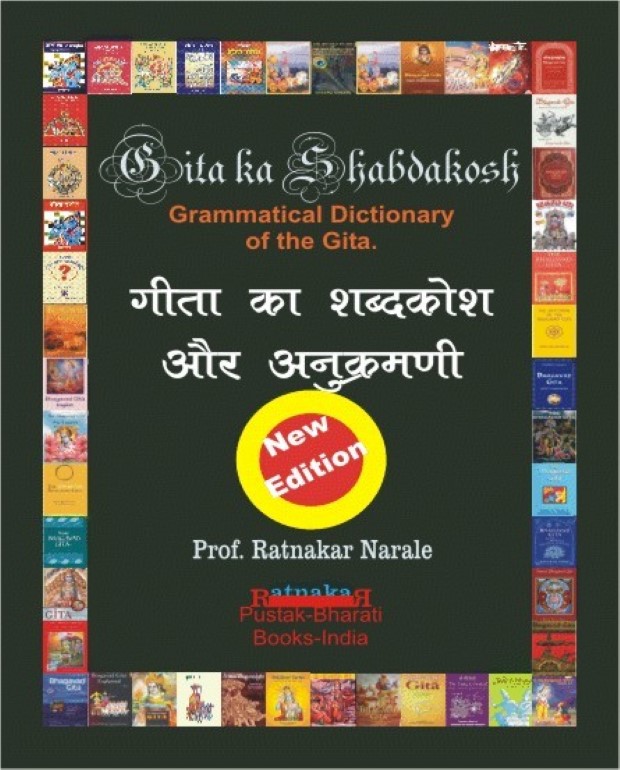 Gita ka Shabdakosh
Grammatical Dictionary
of the Gita.
गीता का शब्दकोश
और अनुक्रमणी
New
Edition
Prof. Ratnakar Narale
RatnakaR
Pustak-Bharati
Books-India